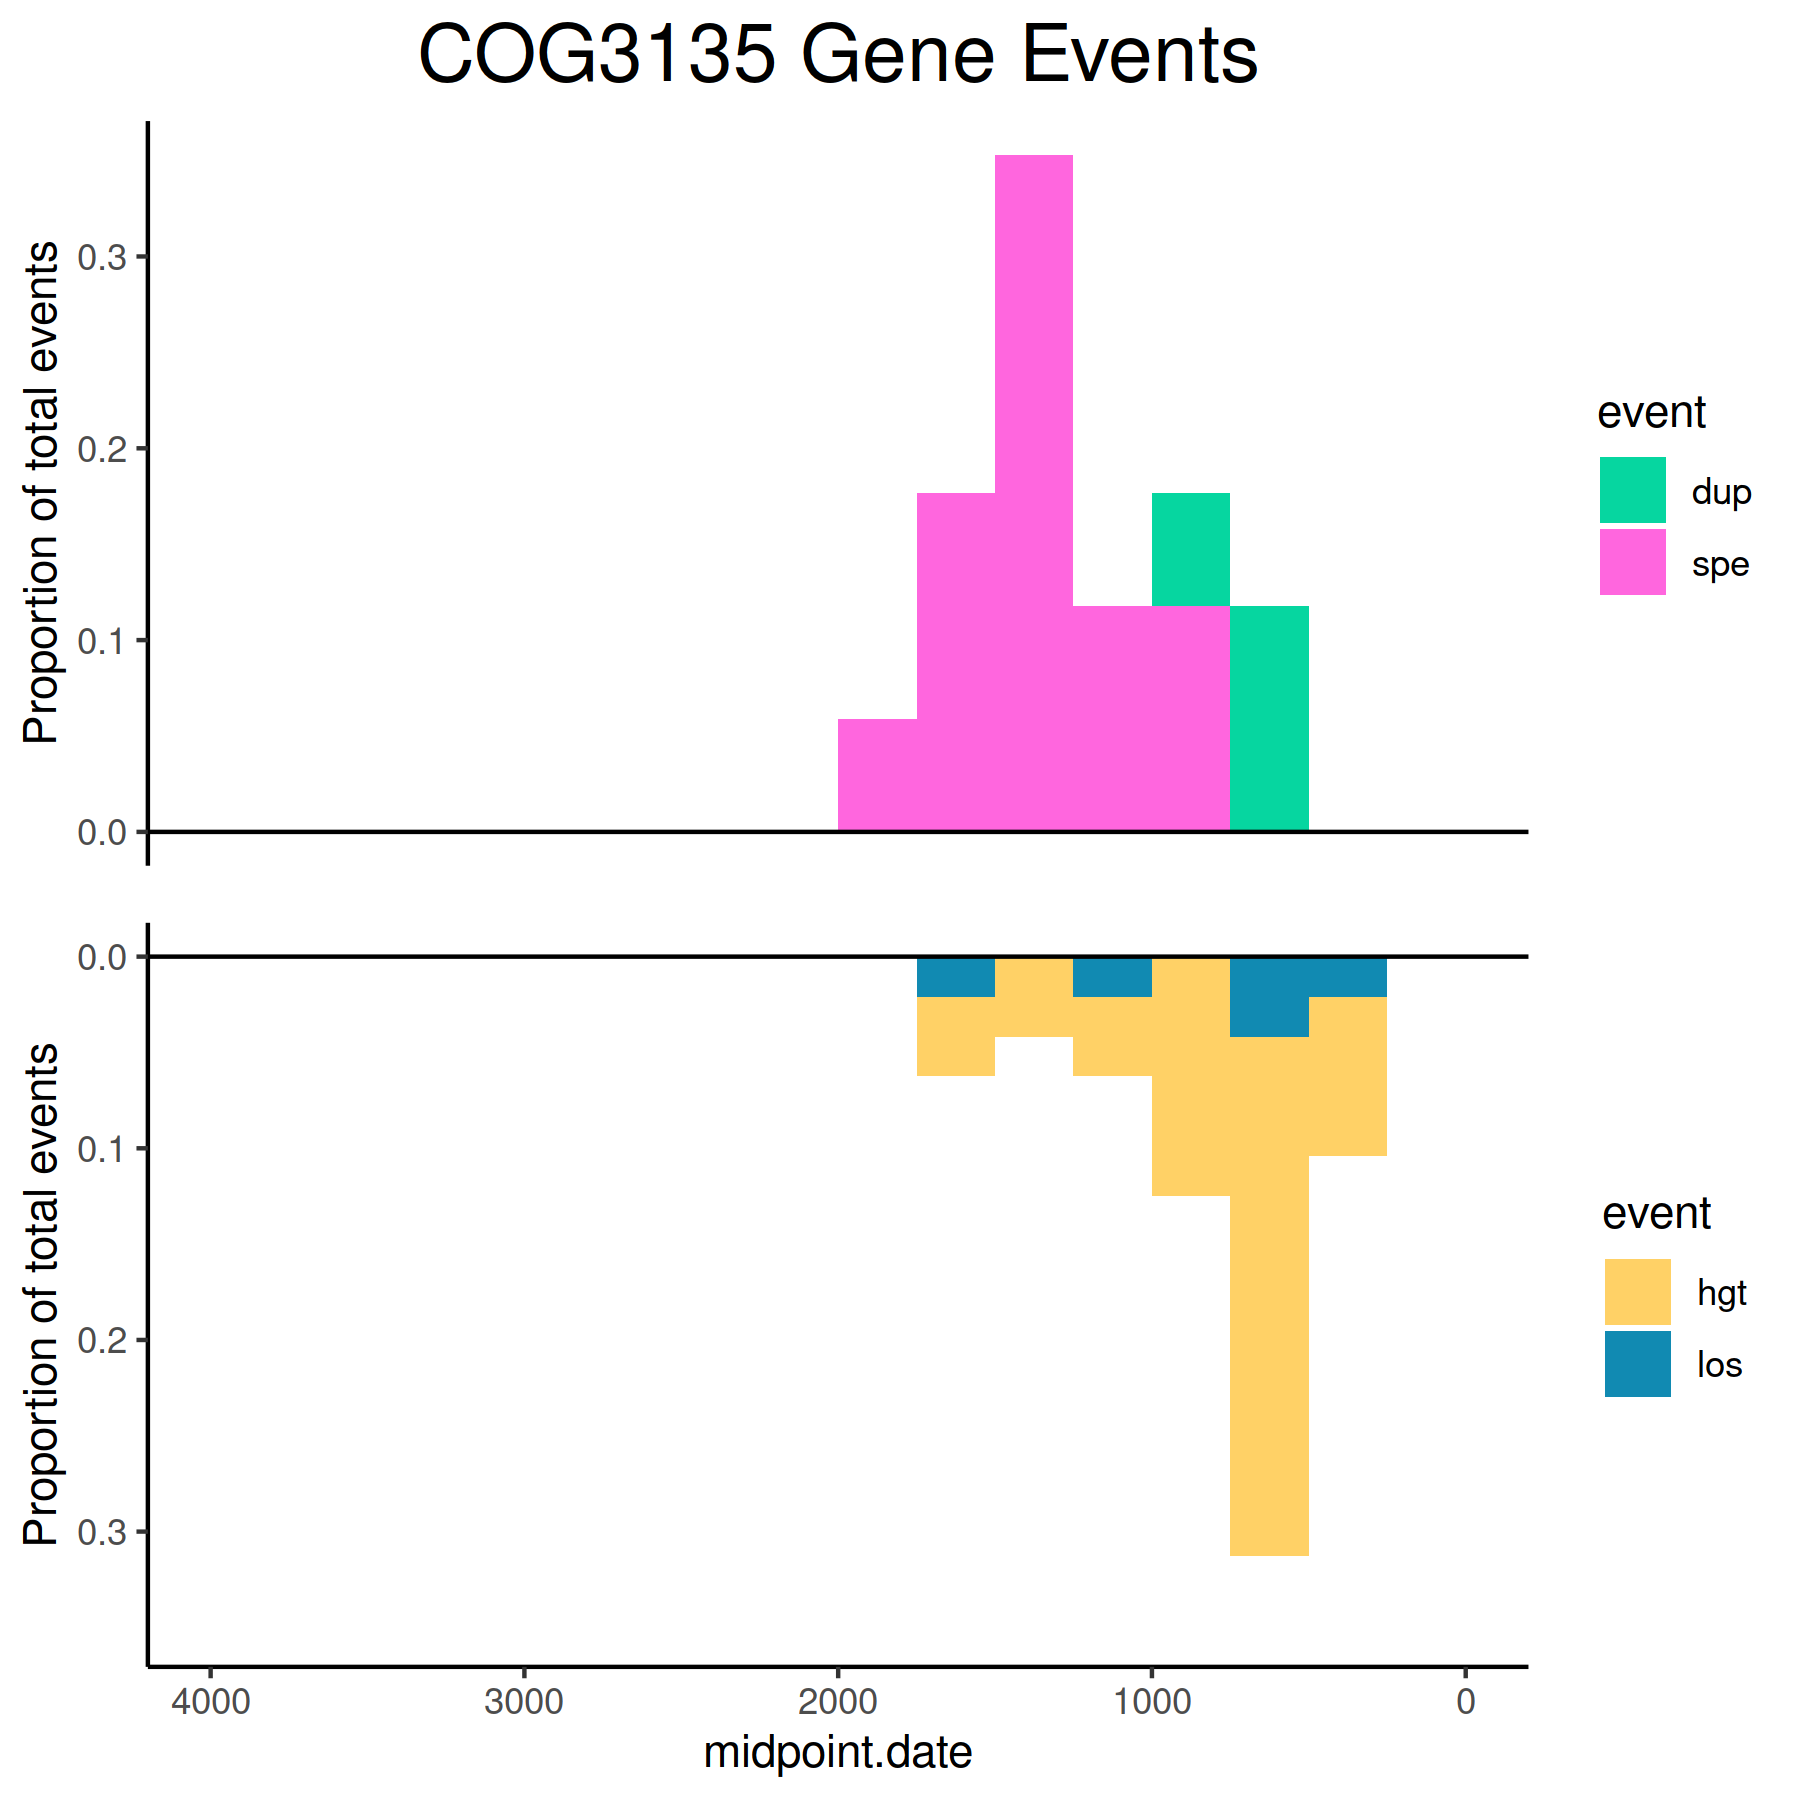 COG3135 Gene Events
Proportion of total events
0.3
0.2
0.1
0.0
event
dup
spe
Proportion of total events
0.0
0.1
0.2
0.3
event
hgt
los
4000 3000 2000 1000 0
midpoint.date